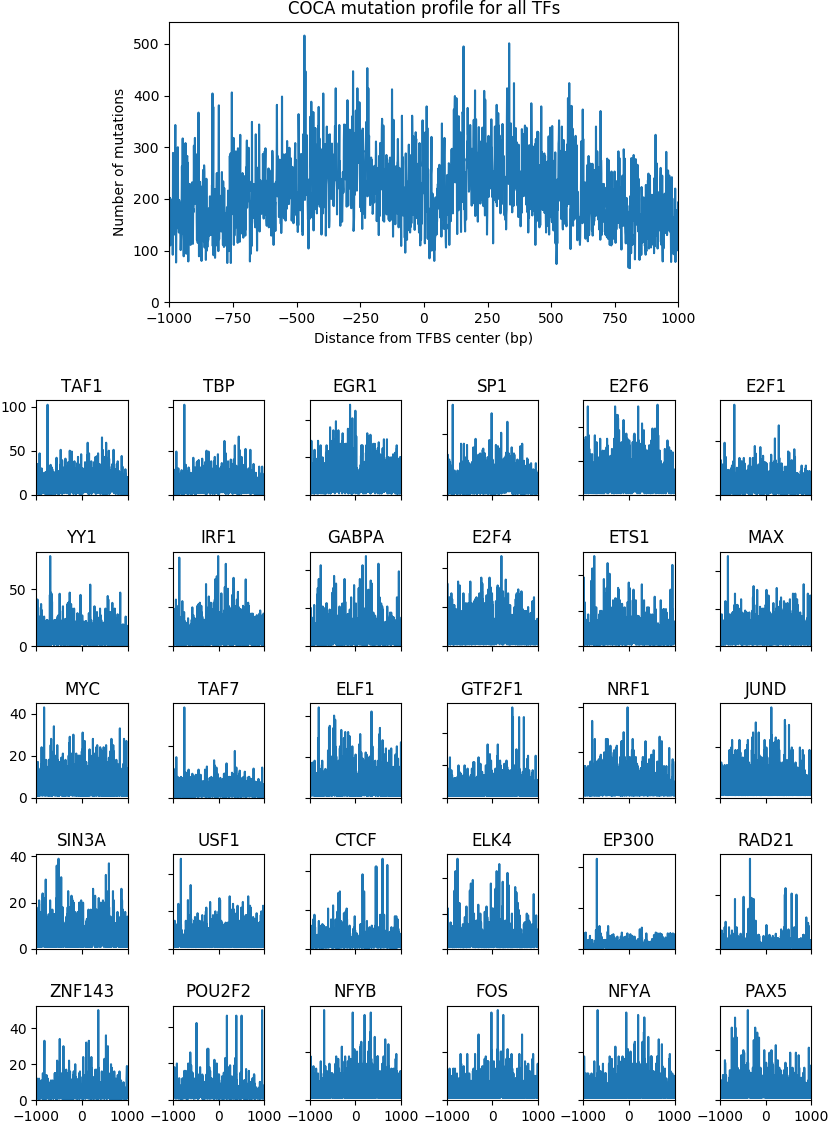 COCA mutation profile for all TFs
500
400
300
200
100
0
Number of mutations
−1000 −750 −500 −250 0 250 500 750 1000
Distance from TFBS center (bp)
TAF1 TBP EGR1 SP1 E2F6 E2F1
100
50
0
YY1 IRF1 GABPA E2F4 ETS1 MAX
50
0
MYC TAF7 ELF1 GTF2F1 NRF1 JUND
40
20
0
SIN3A USF1 CTCF ELK4 EP300 RAD21
40
20
0
ZNF143 POU2F2 NFYB FOS NFYA PAX5
40
20
0
−1000 0 1000 −1000 0 1000 −1000 0 1000 −1000 0 1000 −1000 0 1000 −1000 0 1000